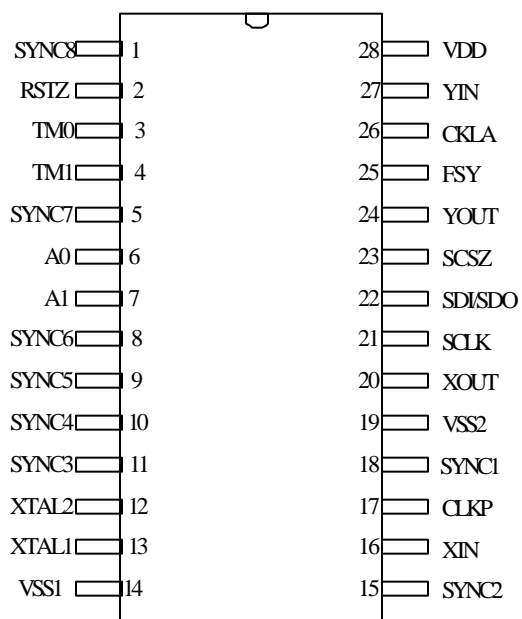 SYNC8 1 28 VDD
RSTZ 2 27 YIN
TM0 3 26 CKLA
TM1 4 25 FSY
SYNC7 5 24 YOUT
A0 6 23 SCSZ
A1 7 22 SDI/SDO
SYNC6 8 21 SCLK
SYNC5 9 20 XOUT
SYNC4 10 19 VSS2
SYNC3 11 18 SYNC1
XTAL2 12 17 CLKP
XTAL1 13 16 XIN
VSS1 14 15 SYNC2